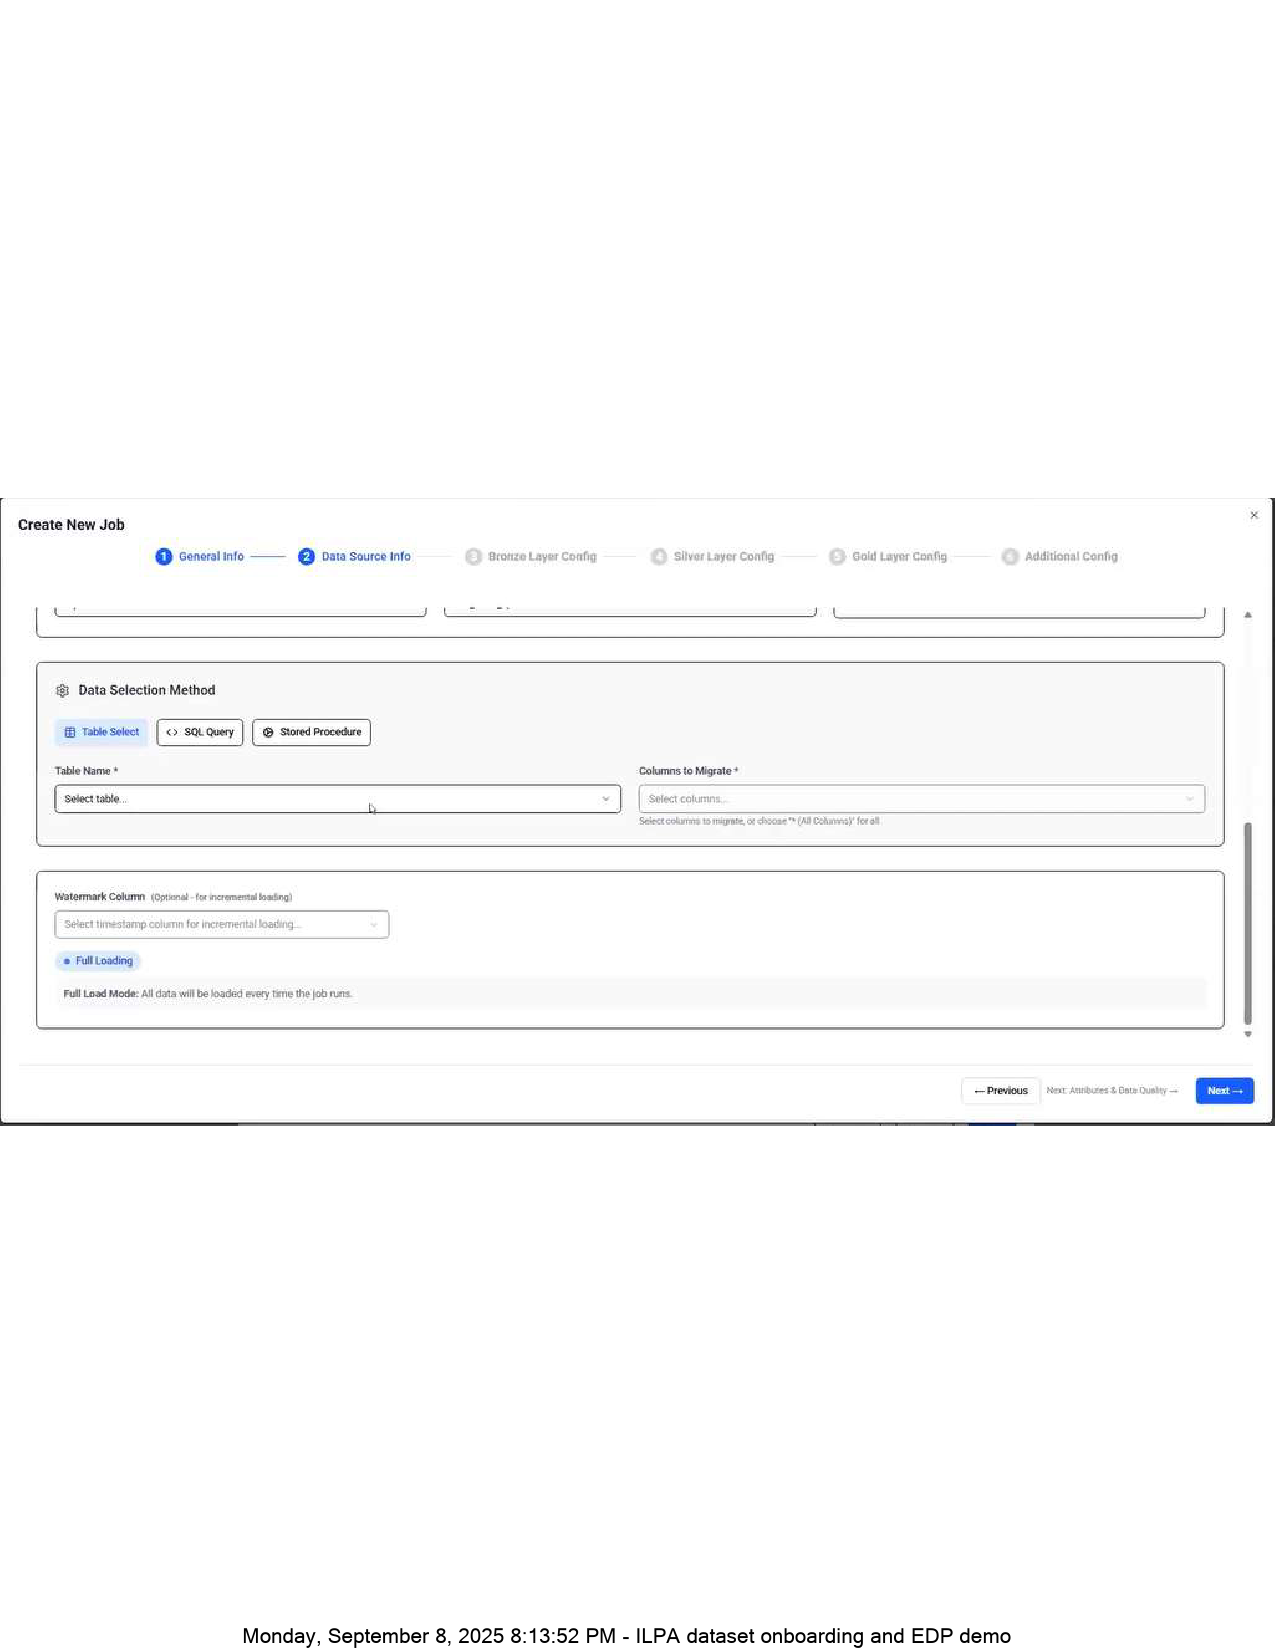 Create New Job
1 General Info 2 Data Source Info 3 Bronze Layer Config 4 Silver Layer Config 5 Gold Layer Config 6 Additional Config
Data Selection Method
Table Select <> SQL Query Stored Procedure
Table Name * Columns to Migrate *
Select table... Select columns...
Select columns to migrate, or choose "* (All Columns)" for all
Watermark Column (Optional - for incremental loading)
Select timestamp column for incremental loading...
Full Loading
Full Load Mode: All data will be loaded every time the job runs.
← Previous Next: Attributes & Data Quality → Next →
Monday, September 8, 2025 8:13:52 PM - ILPA dataset onboarding and EDP demo